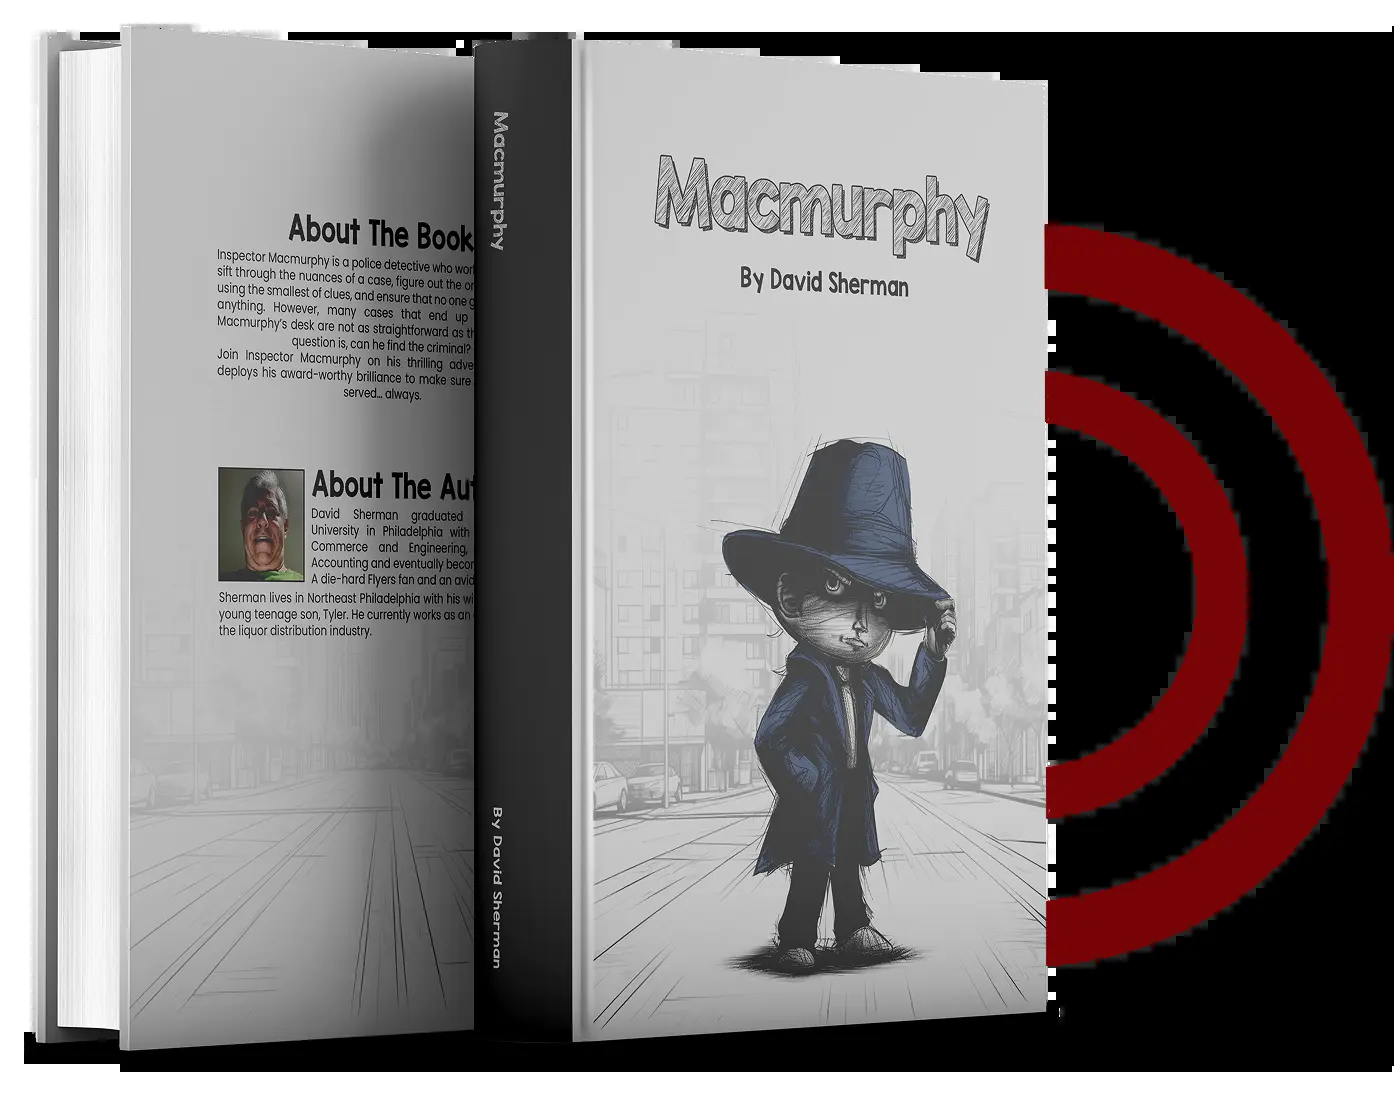 About The Book
Inspector Macmurphy is a police detective who
sift through the nuances of a case, figure out the
using the smallest of clues, and ensure that no one
anything. However, many cases that end up
Macmurphy's desk are not as straightforward as
question is, can he find the criminal?
Join Inspector Macmurphy on his thrilling
deploys his award-worthy brilliance to make sure
served... always.
About The
David Sherman graduated
University in Philadelphia with
Commerce and Engineering,
Accounting and eventually
A die-hard Flyers fan and an
Sherman lives in Northeast Philadelphia with his
young teenage son, Tyler. He currently works as an
the liquor distribution industry.
Macmurphy
By David Sherman
Macmurphy
By David Sherman